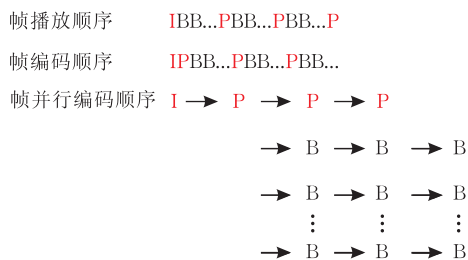 帧播放顺序 IBB...PBB...PBB...P
帧编码顺序 IPBB...PBB...PBB...
帧并行编码顺序 I → P → P → P
→ B → B → B
→ B → B → B
⋮ ⋮ ⋮
→ B → B → B